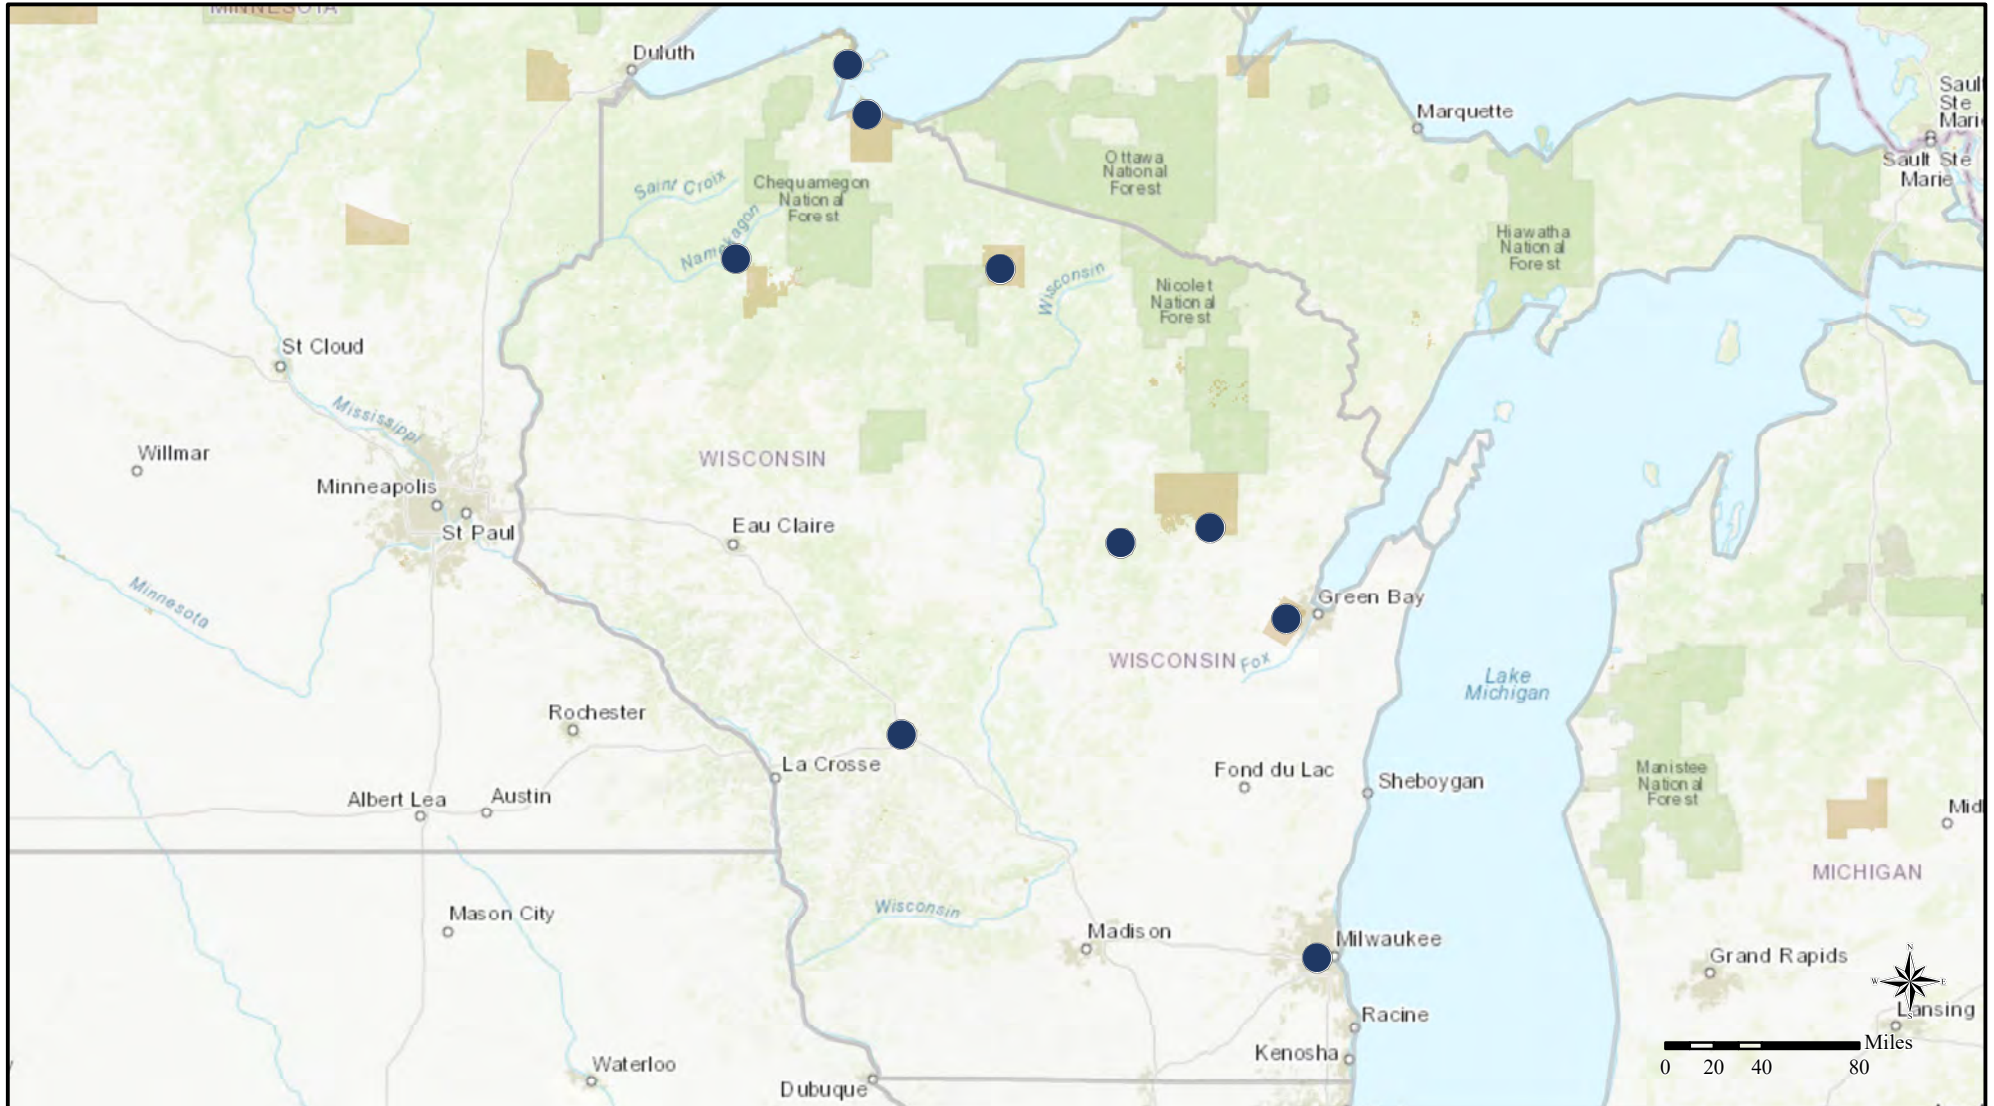 MINNESOTA
Duluth
Marquette
Sault
Ste
Marie
Sault Ste
Marie
Ottawa
National
Forest
Saint Croix
Chequamegon
National
Forest
Namekagon
Hiawatha
National
Forest
Wisconsin
Nicolet
National
Forest
St Cloud
Mississippi
Willmar
WISCONSIN
Minneapolis
St Paul
Eau Claire
Minnesota
Green Bay
WISCONSIN
Fox
Lake
Michigan
Rochester
La Crosse
Fond du Lac
Sheboygan
Manistee
National
Forest
Albert Lea
Austin
Mid
MICHIGAN
Mason City
Wisconsin
Madison
Milwaukee
Grand Rapids
N
W
E
S
Lansing
Racine
Kenosha
Miles
0 20 40 80
Waterloo
Dubuque